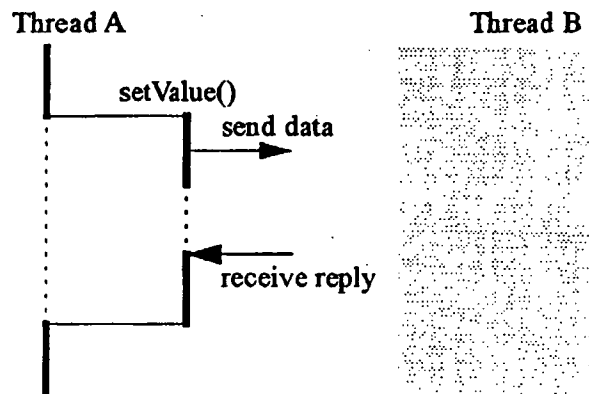 Thread A
Thread B
setValue()
send data
receive reply